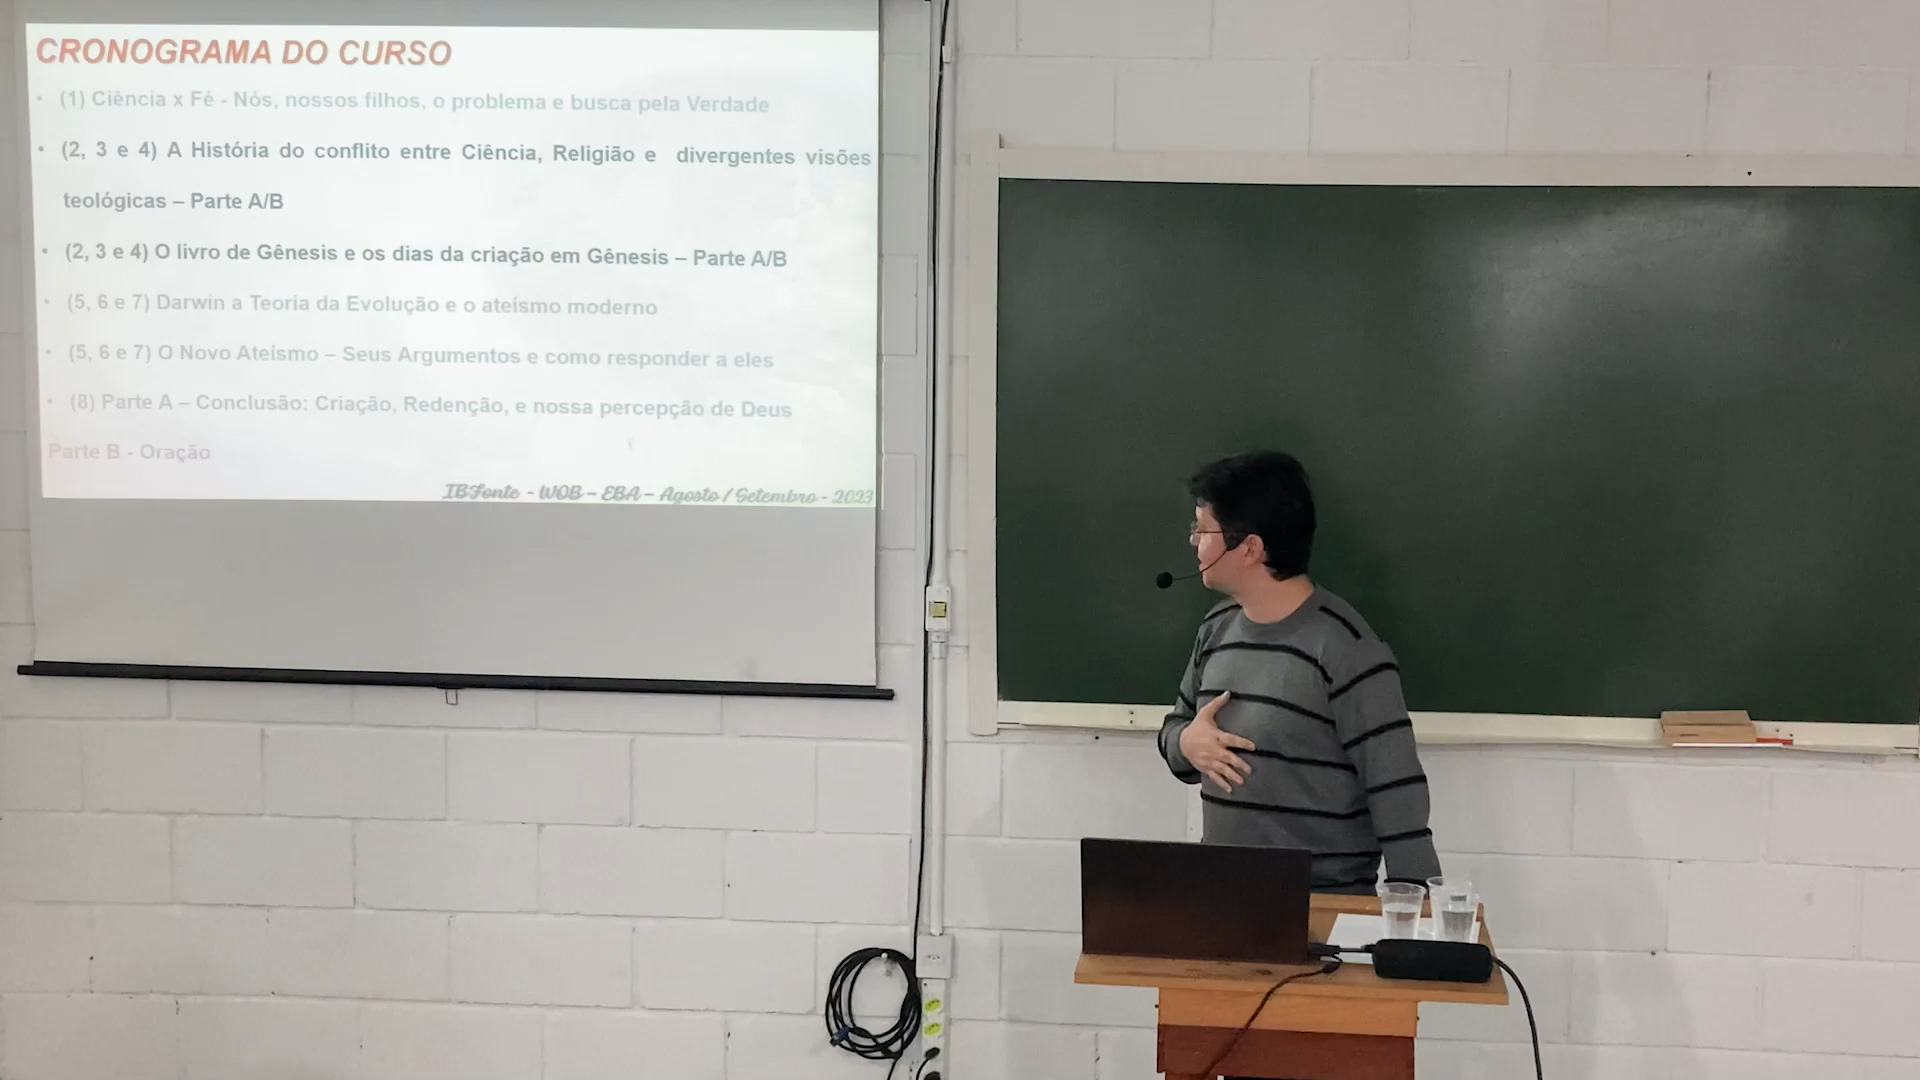 CRONOGRAMA DO CURSO
• (1) Ciência x Fé - Nós, nossos filhos, o problema e busca pela Verdade
• (2, 3 e 4) A História do conflito entre Ciência, Religião e divergentes visões
teológicas – Parte A/B
• (2, 3 e 4) O livro de Gênesis e os dias da criação em Gênesis – Parte A/B
• (5, 6 e 7) Darwin a Teoria da Evolução e o ateísmo moderno
• (5, 6 e 7) O Novo Ateísmo – Seus Argumentos e como responder a eles
• (8) Parte A – Conclusão: Criação, Redenção, e nossa percepção de Deus
Parte B - Oração
IBFonte - WOB – EBA – Agosto / Setembro - 2023